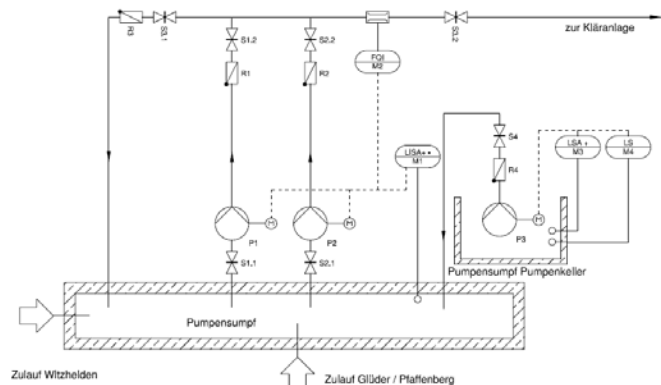 zur Kläranlage
R3
S3.1
S1.2
S2.2
S3.2
FQI
M2
R1
R2
S4
LISA+ •
M1
LSA +
M3
LS
M4
R4
M
M
M
P1
P2
P3
S1.1
S2.1
Pumpensumpf Pumpenkeller
Pumpensumpf
Zulauf Witzhelden
Zulauf Glüder / Pfaffenberg